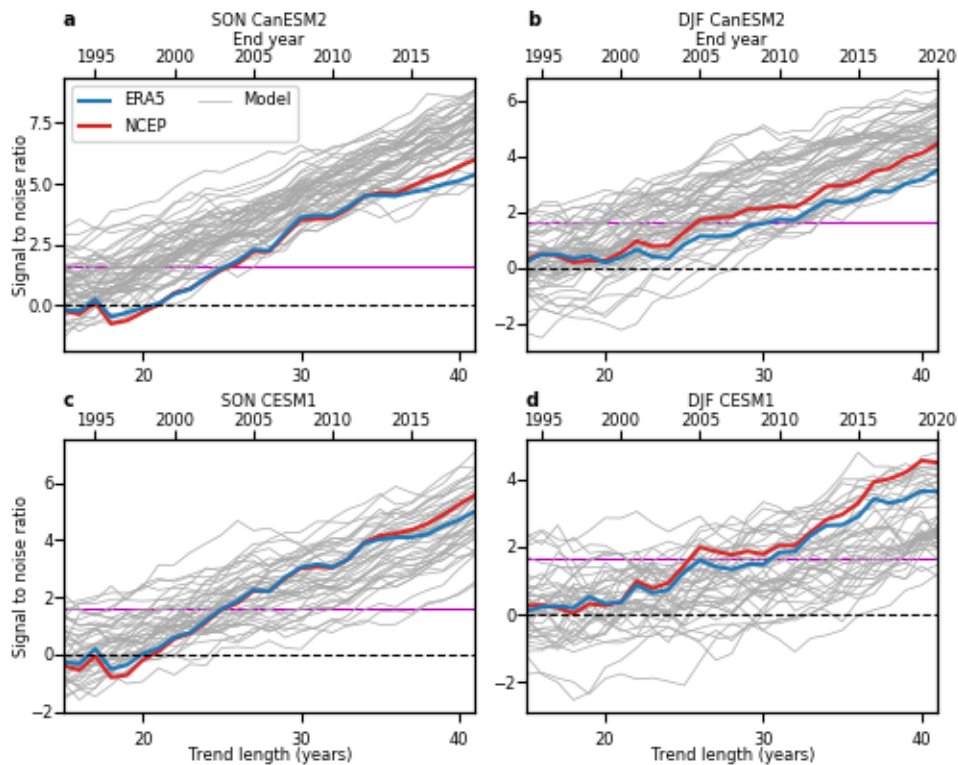 a
SON CanESM2
End year
1995 2000 2005 2010 2015
ERA5
Model
NCEP
Signal to noise ratio
7.5
5.0
2.5
0.0
20 30 40
b
DJF CanESM2
End year
1995 2000 2005 2010 2015 2020
6
4
2
0
−2
20 30 40
c
SON CESM1
1995 2000 2005 2010 2015
Signal to noise ratio
6
4
2
0
−2
20 30 40
Trend length (years)
d
DJF CESM1
1995 2000 2005 2010 2015 2020
4
2
0
−2
20 30 40
Trend length (years)